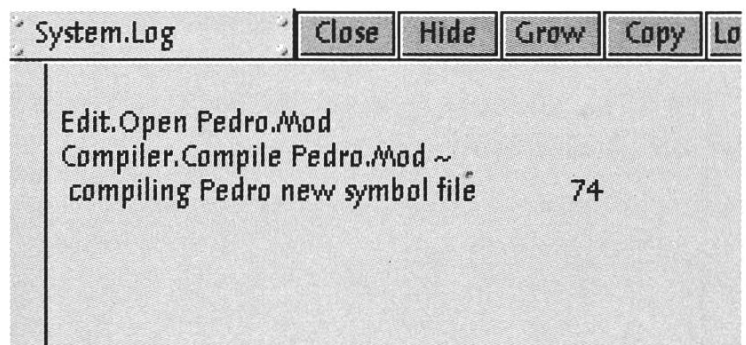 System.Log Close Hide Grow Copy Lo
Edit.Open Pedro.Mod
Compiler.Compile Pedro.Mod ~
compiling Pedro new symbol file 74